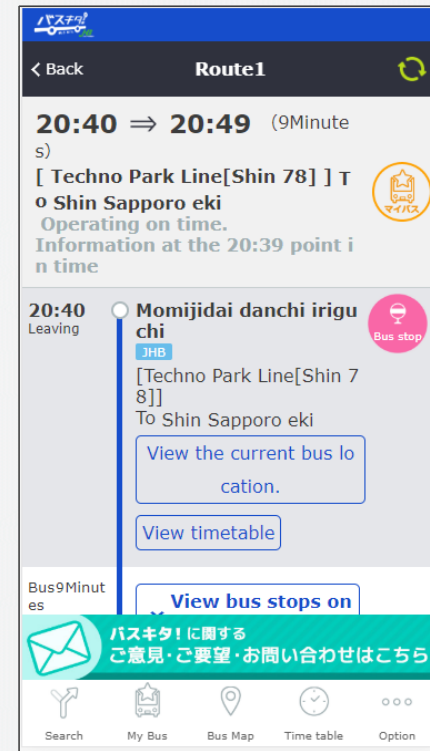 バスキタ!
Back
Route1
20:40 ⇒ 20:49 (9Minute
s)
[ Techno Park Line[Shin 78] ] T
o Shin Sapporo eki
Operating on time.
Information at the 20:39 point i
n time
マイバス
20:40
Leaving
Momijidai danchi irigu
chi
JHB
[Techno Park Line[Shin 7
8]]
To Shin Sapporo eki
Bus stop
View the current bus lo
cation.
View timetable
Bus9Minut
es
View bus stops on
バスキタ!に関する
ご意見・ご要望・お問い合わせはこちら
Search
My Bus
Bus Map
Time table
Option